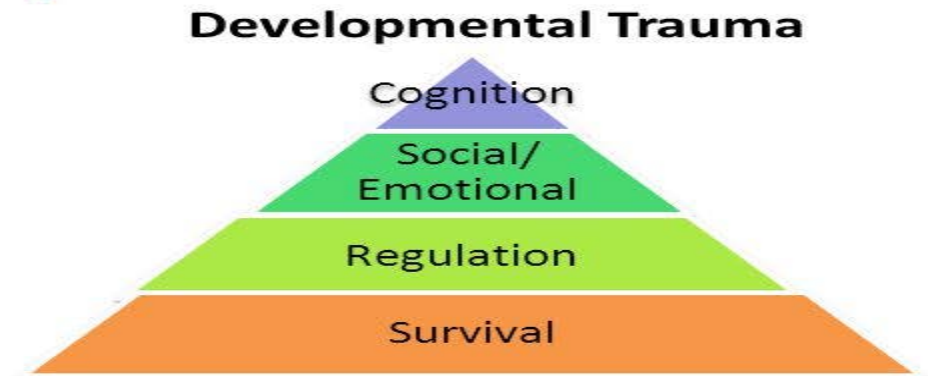 Developmental Trauma
Cognition
Social/
Emotional
Regulation
Survival